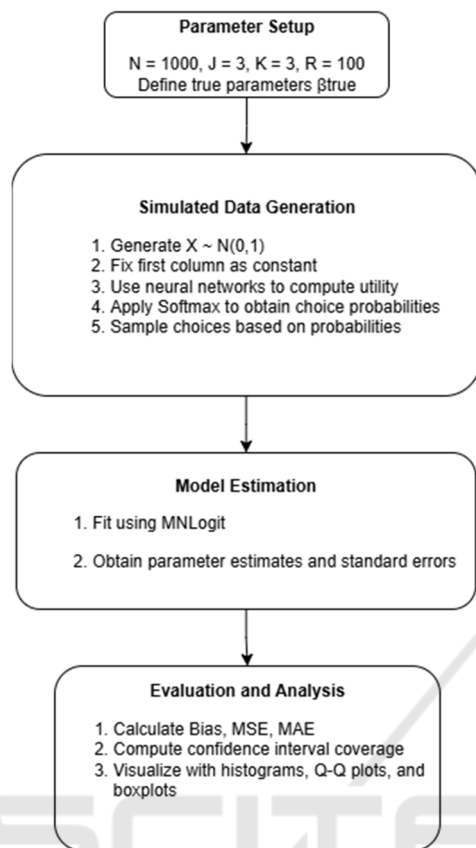 Parameter Setup
N = 1000, J = 3, K = 3, R = 100
Define true parameters βtrue
Simulated Data Generation
1. Generate X ~ N(0,1)
2. Fix first column as constant
3. Use neural networks to compute utility
4. Apply Softmax to obtain choice probabilities
5. Sample choices based on probabilities
Model Estimation
1. Fit using MNLogit
2. Obtain parameter estimates and standard errors
Evaluation and Analysis
1. Calculate Bias, MSE, MAE
2. Compute confidence interval coverage
3. Visualize with histograms, Q-Q plots, and
boxplots